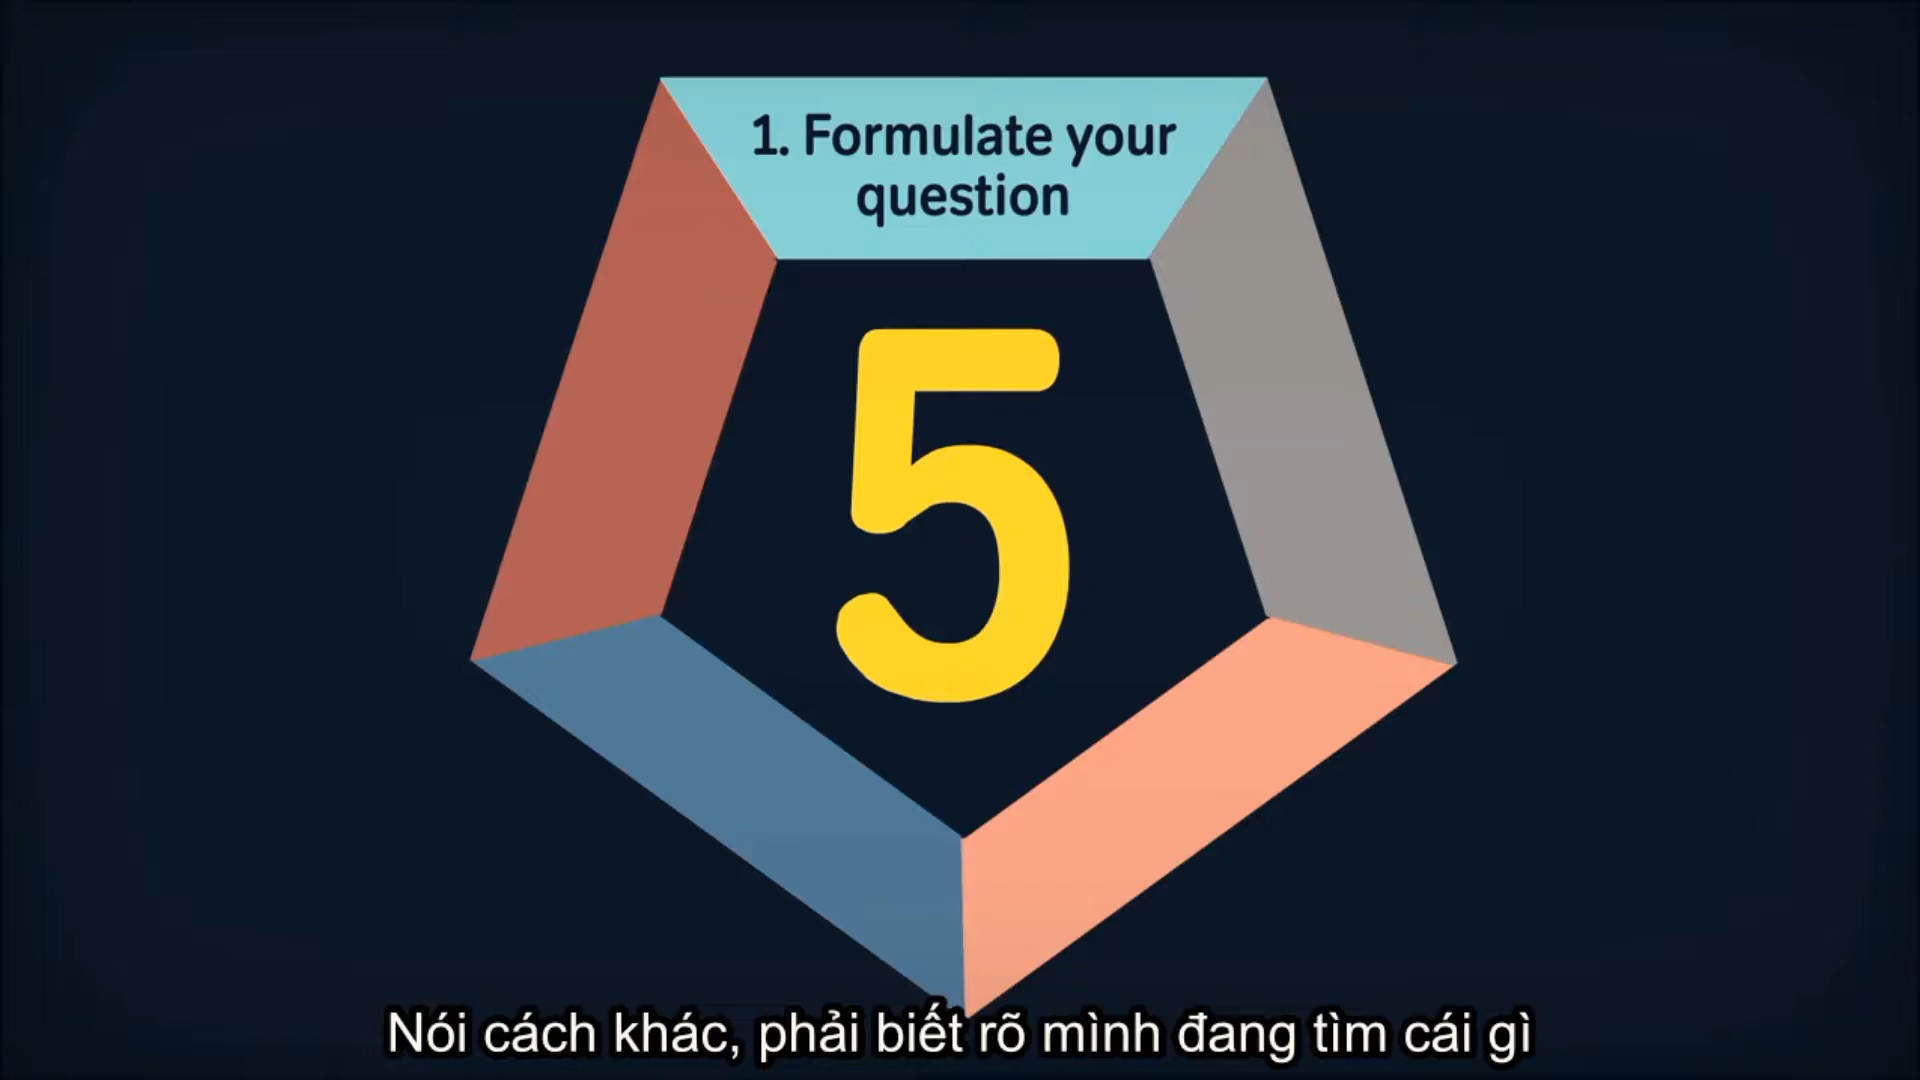 1. Formulate your
question
5
Nói cách khác, phải biết rõ mình đang tìm cái gì